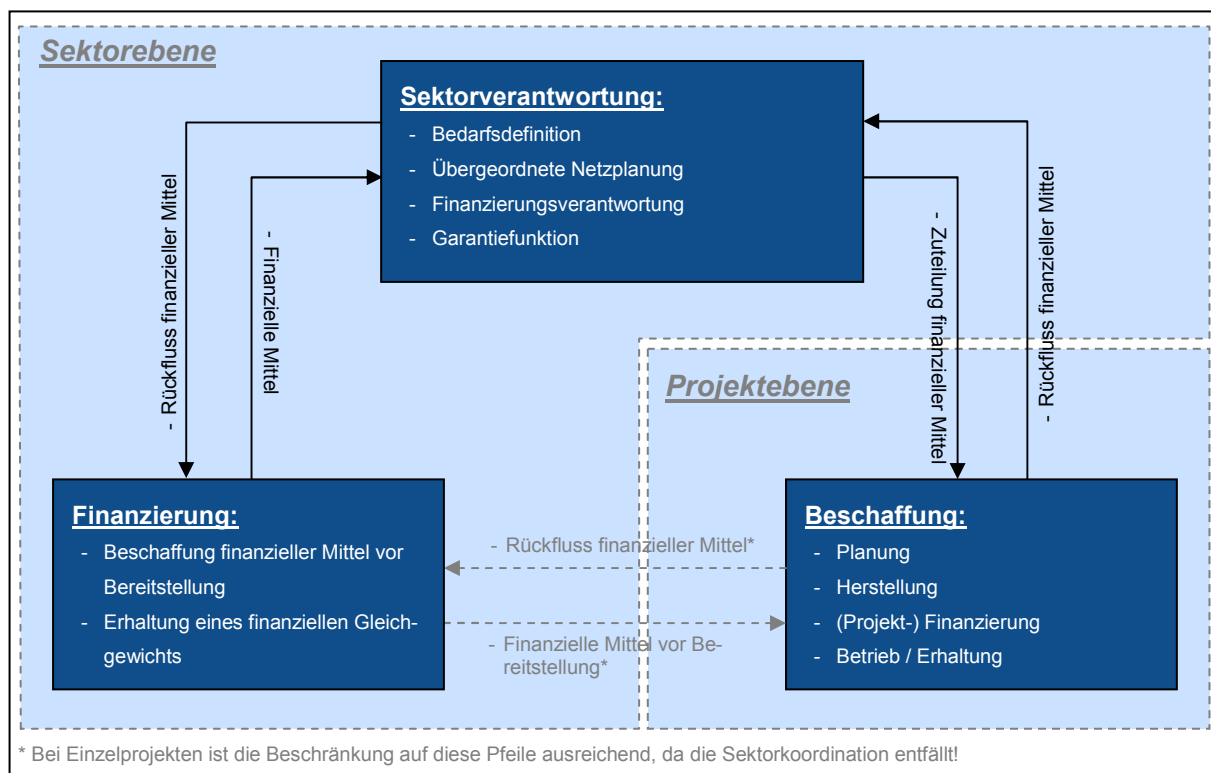 Sektorebene
Sektorverantwortung:
- Bedarfsdefinition
- Übergeordnete Netzplanung
- Finanzierungsverantwortung
- Garantiefunktion
- Rückfluss finanzieller Mittel
- Finanzielle Mittel
- Zuteilung finanzieller Mittel
- Rückfluss finanzieller Mittel
Projektebene
Finanzierung:
- Beschaffung finanzieller Mittel vor
Bereitstellung
- Erhaltung eines finanziellen Gleich-
gewichts
- Rückfluss finanzieller Mittel*
- Finanzielle Mittel vor Be-
reitstellung*
Beschaffung:
- Planung
- Herstellung
- (Projekt-) Finanzierung
- Betrieb / Erhaltung
* Bei Einzelprojekten ist die Beschränkung auf diese Pfeile ausreichend, da die Sektorkoordination entfällt!